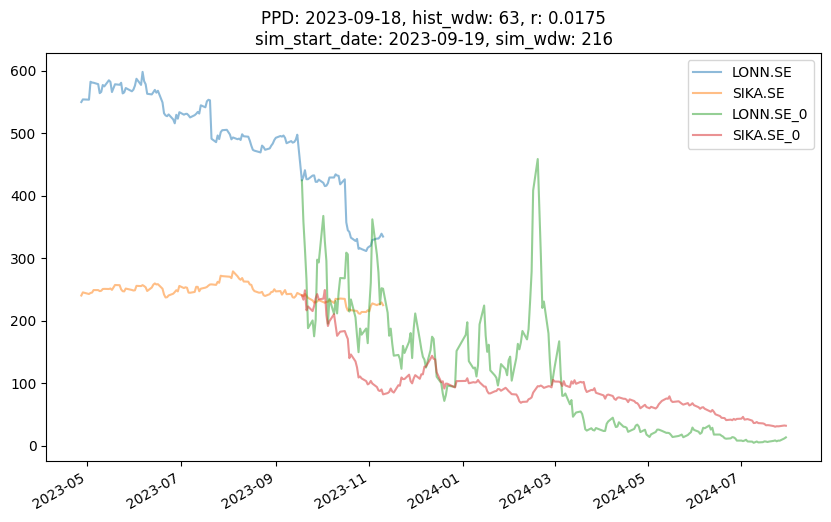 PPD: 2023-09-18, hist_wdw: 63, r: 0.0175
sim_start_date: 2023-09-19, sim_wdw: 216
LONN.SE
SIKA.SE
LONN.SE_0
SIKA.SE_0
600
500
400
300
200
100
0
2023-05
2023-07
2023-09
2023-11
2024-01
2024-03
2024-05
2024-07